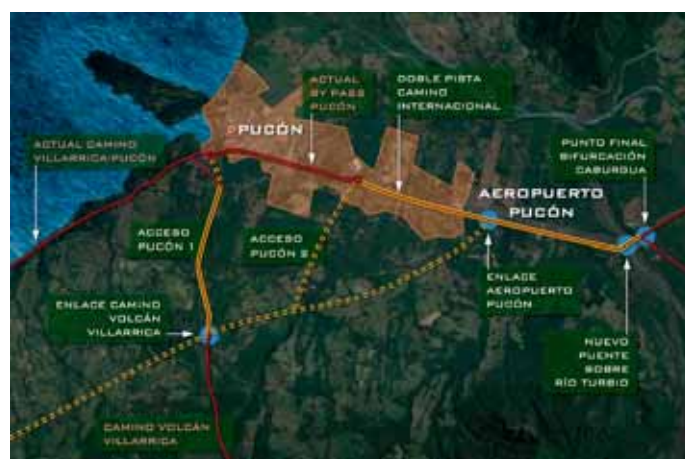 ACTUAL
BY PASS
PUCÓN
DOBLE PISTA
CAMINO
INTERNACIONAL
PUCÓN
PUNTO FINAL
BIFURCACIÓN
CABURGUA
ACTUAL CAMINO
VILLARRICA/PUCÓN
AEROPUERTO
PUCÓN
ACCESO
PUCÓN 1
ACCESO
PUCÓN 2
ENLACE
AEROPUERTO
PUCÓN
ENLACE CAMINO
VOLCÁN
VILLARRICA
NUEVO
PUENTE
SOBRE
RÍO TURBIO
CAMINO VOLCÁN
VILLARRICA